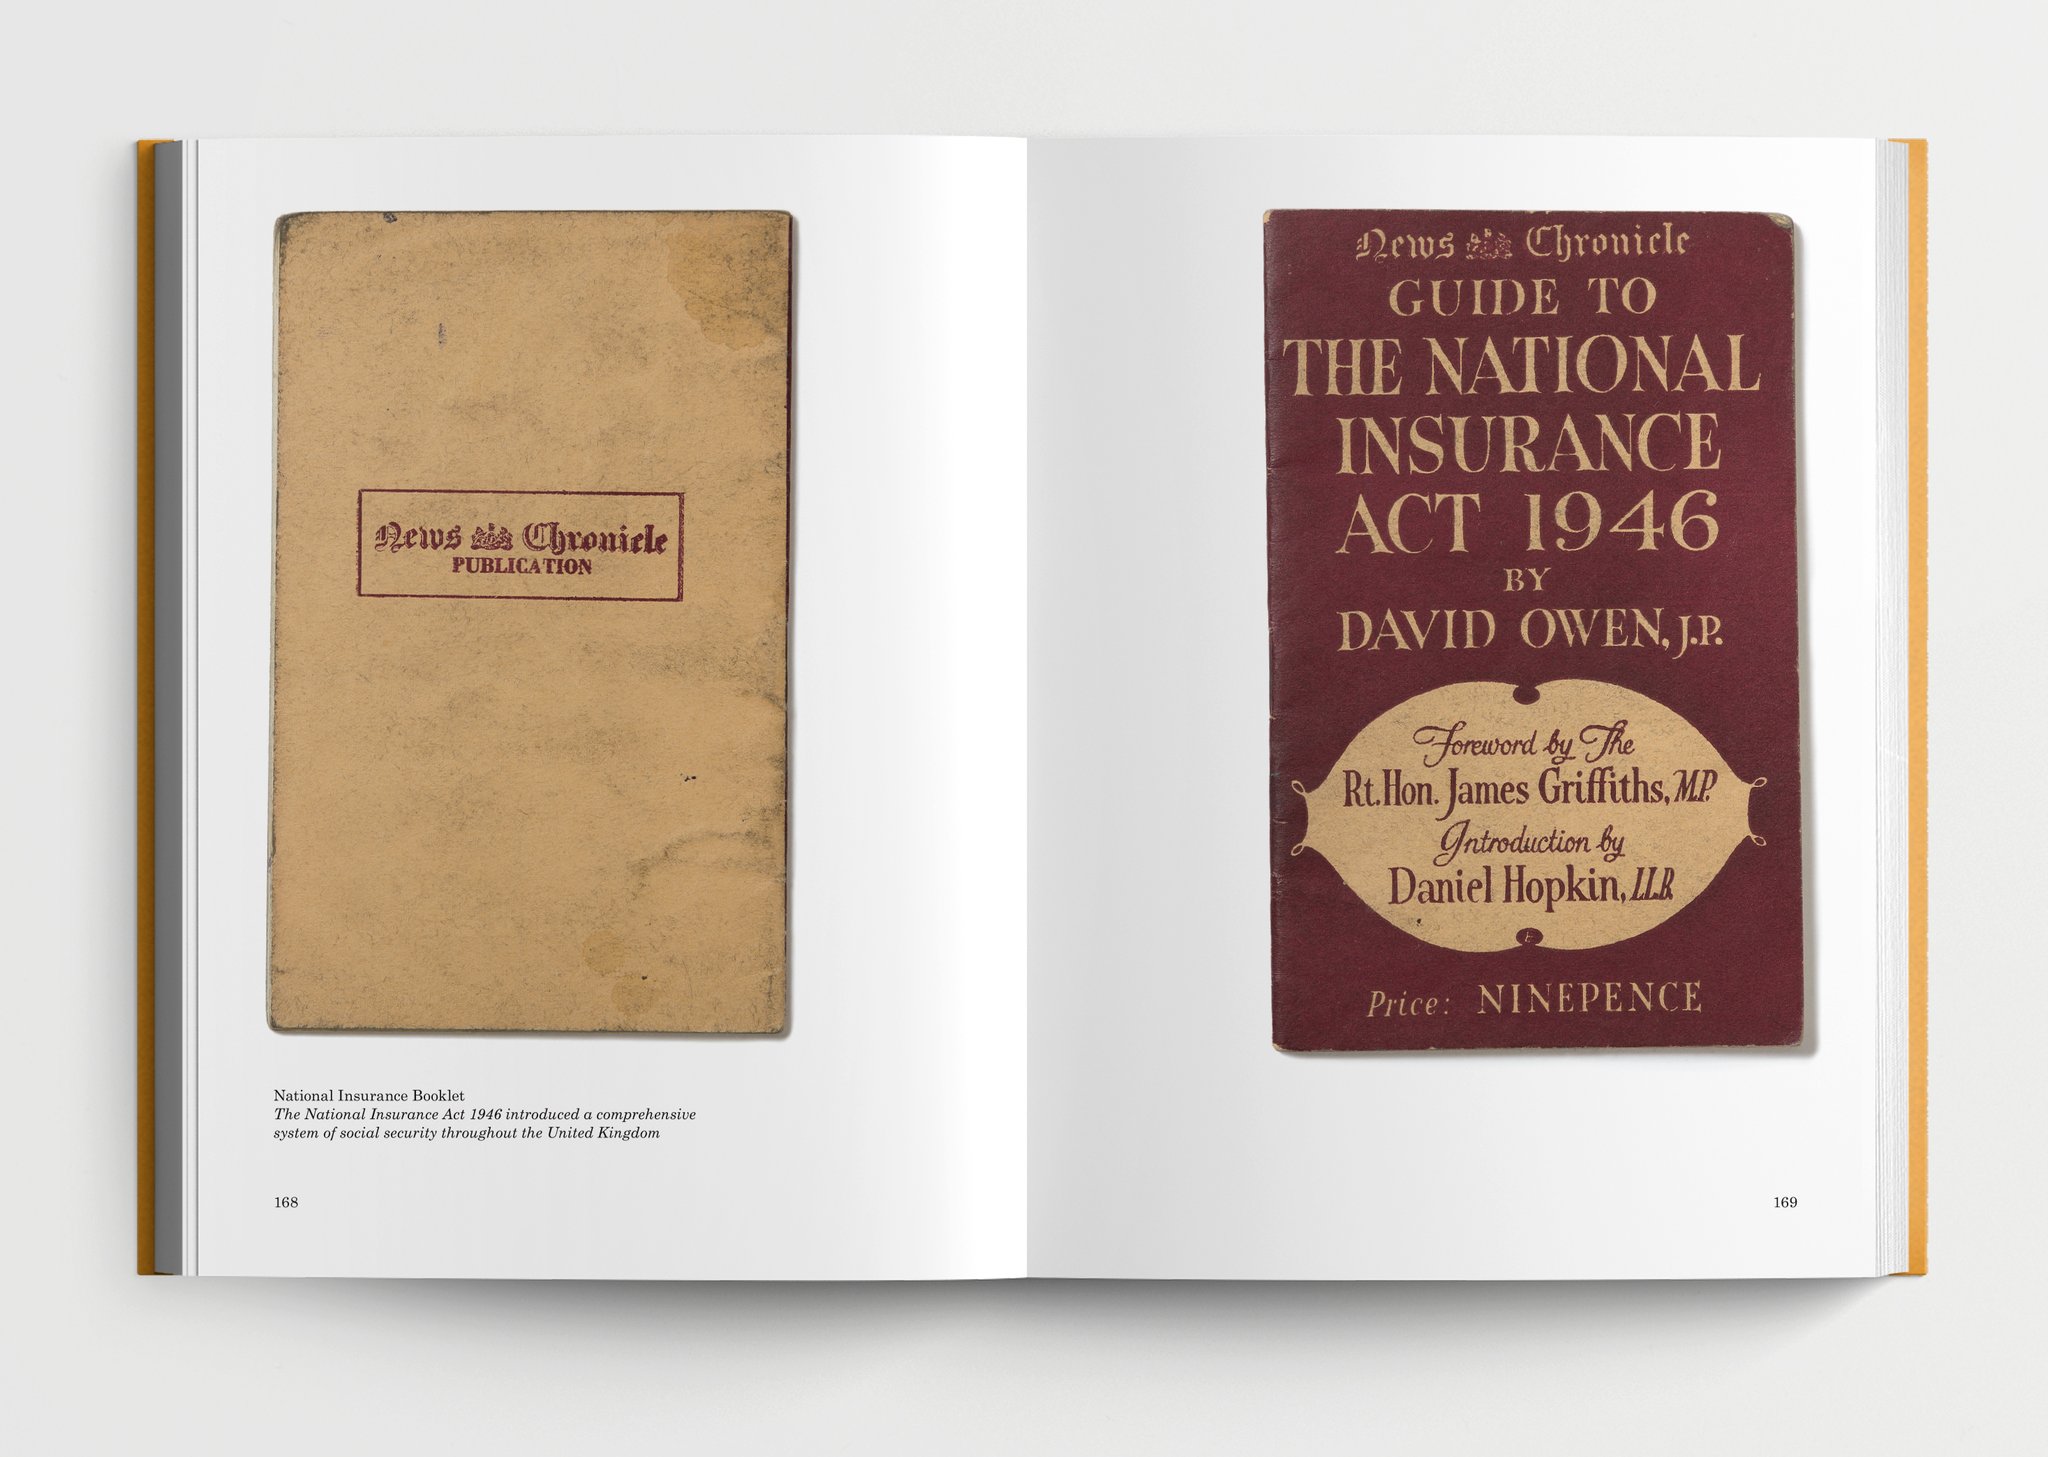 News Chronicle
PUBLICATION
National Insurance Booklet
The National Insurance Act 1946 introduced a comprehensive
system of social security throughout the United Kingdom
168
News Chronicle
GUIDE TO
THE NATIONAL
INSURANCE
ACT 1946
BY
DAVID OWEN, J.P.
Foreword by The
Rt. Hon. James Griffiths, M.P.
Introduction by
Daniel Hopkin, LL.B.
Price: NINEPENCE
169